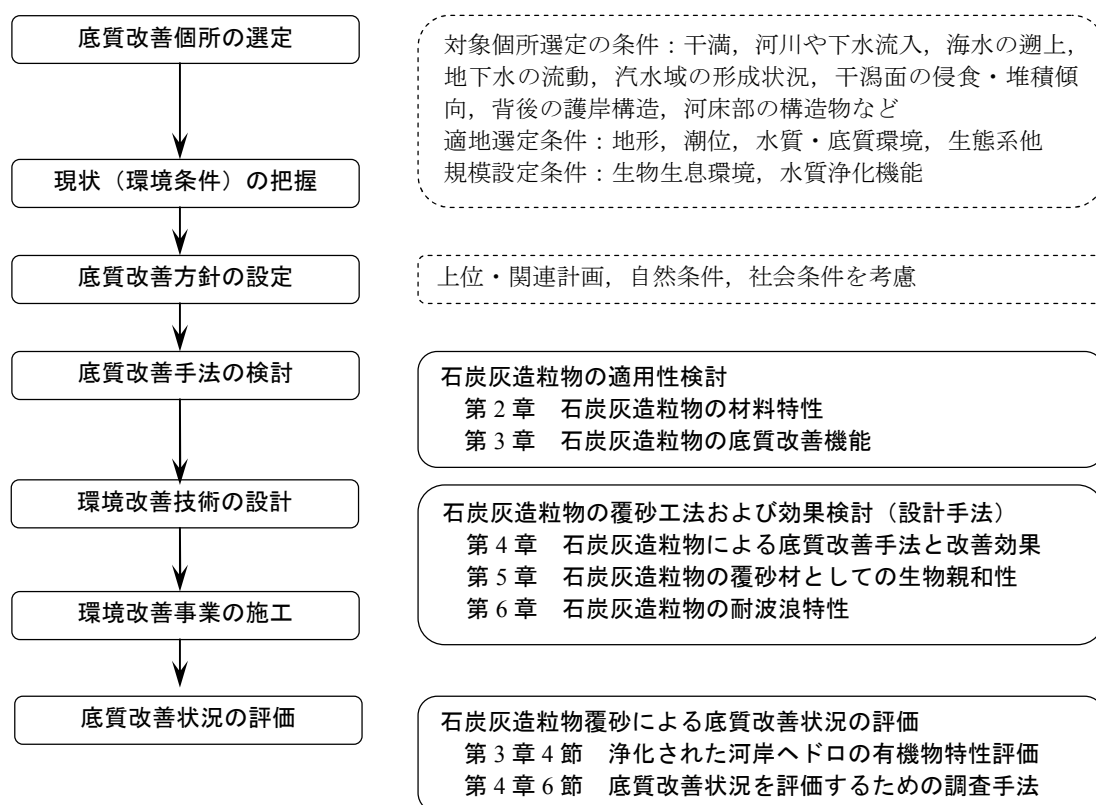 底質改善個所の選定
対象個所選定の条件：干満，河川や下水流入，海水の遡上，
地下水の流動，汽水域の形成状況，干潟面の侵食・堆積傾
向，背後の護岸構造，河床部の構造物など
適地選定条件：地形，潮位，水質・底質環境，生態系他
規模設定条件：生物生息環境，水質浄化機能
現状（環境条件）の把握
底質改善方針の設定
上位・関連計画，自然条件，社会条件を考慮
底質改善手法の検討
石炭灰造粒物の適用性検討
第 2 章　石炭灰造粒物の材料特性
第 3 章　石炭灰造粒物の底質改善機能
環境改善技術の設計
石炭灰造粒物の覆砂工法および効果検討（設計手法）
第 4 章　石炭灰造粒物による底質改善手法と改善効果
第 5 章　石炭灰造粒物の覆砂材としての生物親和性
第 6 章　石炭灰造粒物の耐波浪特性
環境改善事業の施工
底質改善状況の評価
石炭灰造粒物覆砂による底質改善状況の評価
第 3 章 4 節　浄化された河岸ヘドロの有機物特性評価
第 4 章 6 節　底質改善状況を評価するための調査手法